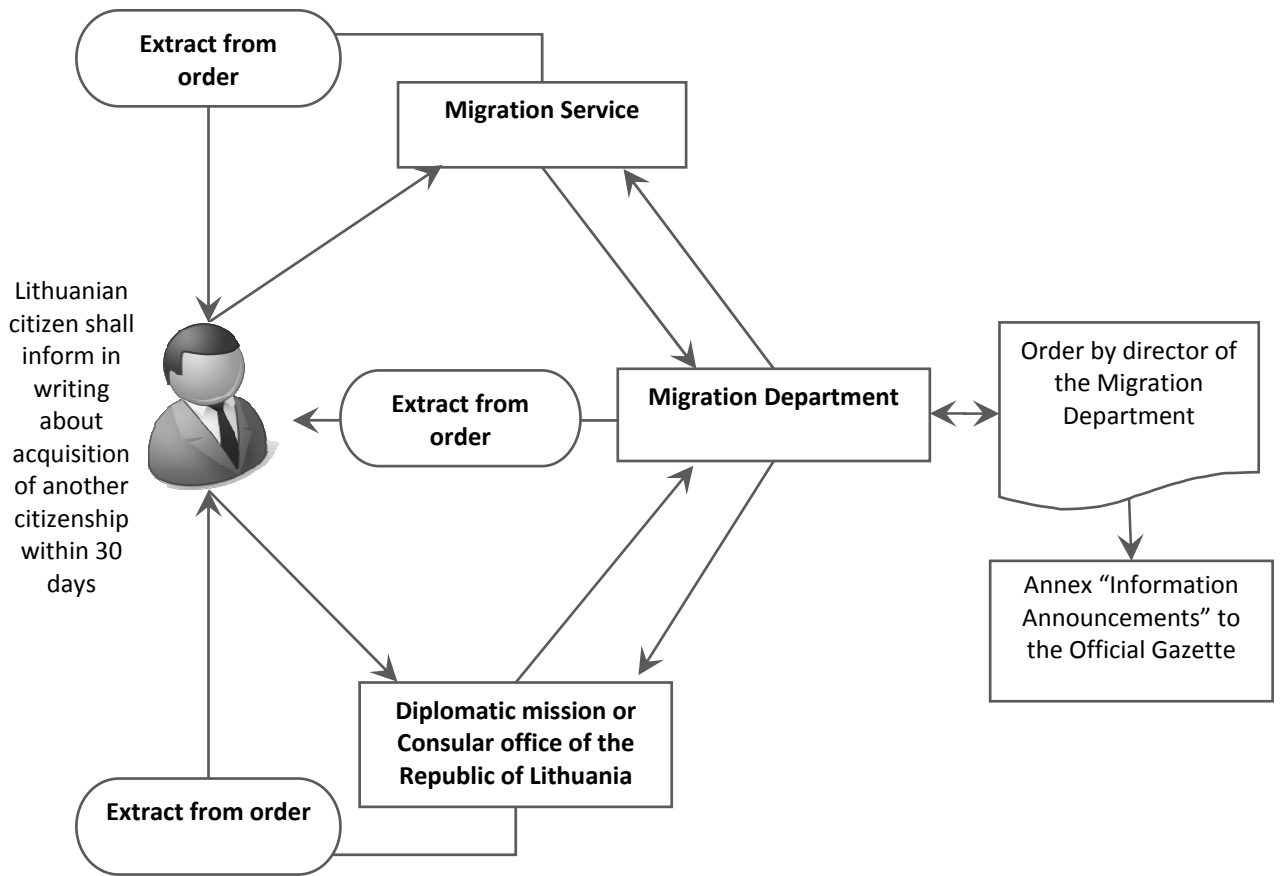 Extract from
order
Migration Service
Lithuanian
citizen shall
inform in
writing
about
acquisition
of another
citizenship
within 30
days
Extract from
order
Migration Department
Order by director of
the Migration
Department
Annex “Information
Announcements” to
the Official Gazette
Diplomatic mission or
Consular office of the
Republic of Lithuania
Extract from order